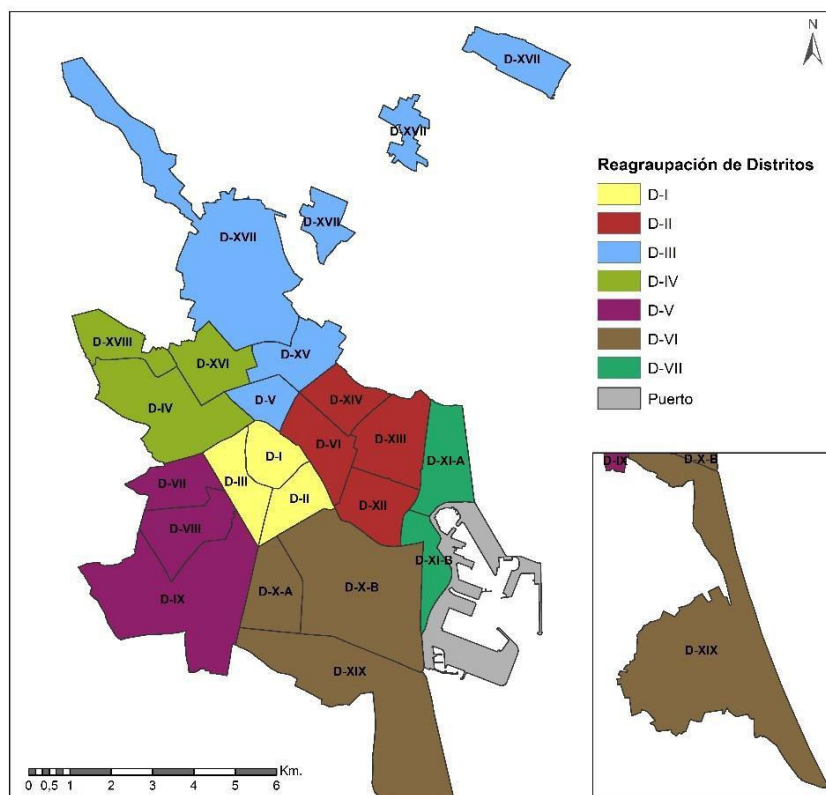 N
D-XVII
D-XVII
D-XVII
D-XVII
Reagraupación de Distritos
D-I
D-II
D-III
D-IV
D-V
D-VI
D-VII
Puerto
D-XVIII
D-XVI
D-XV
D-IV
D-V
D-XIV
D-VI
D-XIII
D-I
D-III
D-II
D-XI-A
D-VII
D-XII
D-VIII
D-XI-B
D-IX
D-X-A
D-X-B
D-XIX
D-IX
D-X-B
D-XIX
Km.
0 0,5 1 2 3 4 5 6